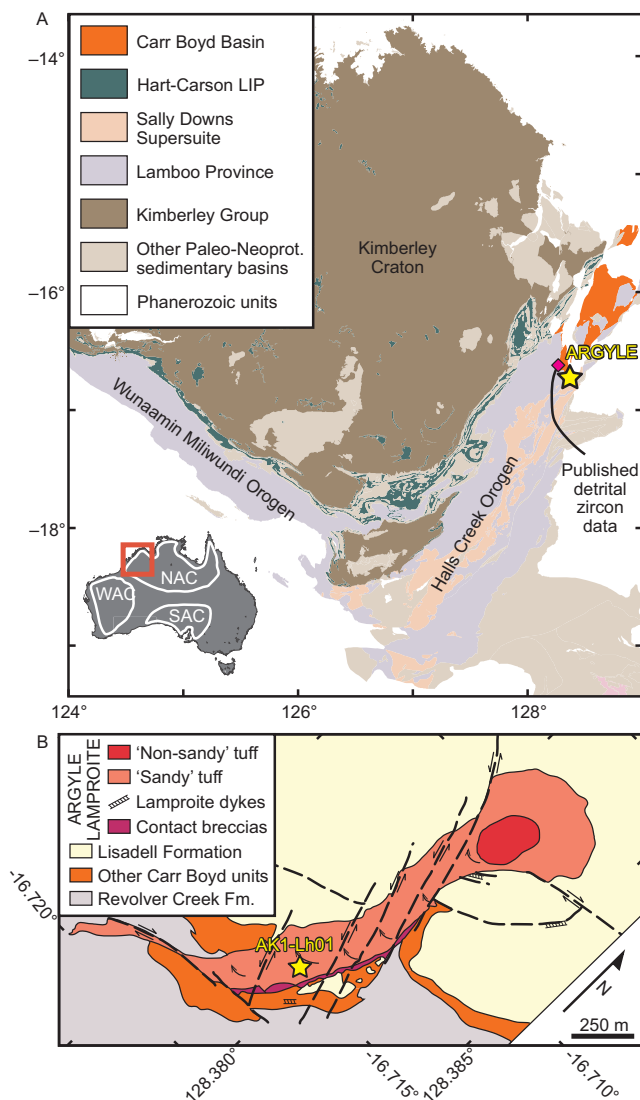 A
−14°
−16°
−18°
Carr Boyd Basin
Hart-Carson LIP
Sally Downs
Supersuite
Lamboo Province
Kimberley Group
Other Paleo-Neoprot.
sedimentary basins
Phanerozoic units
Kimberley
Craton
ARGYLE
Wunaamin Miliwundi Orogen
Halls Creek Orogen
Published
detrital
zircon
data
NAC
WAC
SAC
124°
126°
128°
B
ARGYLE
LAMPROITE
'Non-sandy' tuff
'Sandy' tuff
Lamproite dykes
Contact breccias
Lisadell Formation
Other Carr Boyd units
Revolver Creek Fm.
-16.720°
AK1-Lh01
N
250 m
128.380°
-16.715°
128.385°
-16.710°